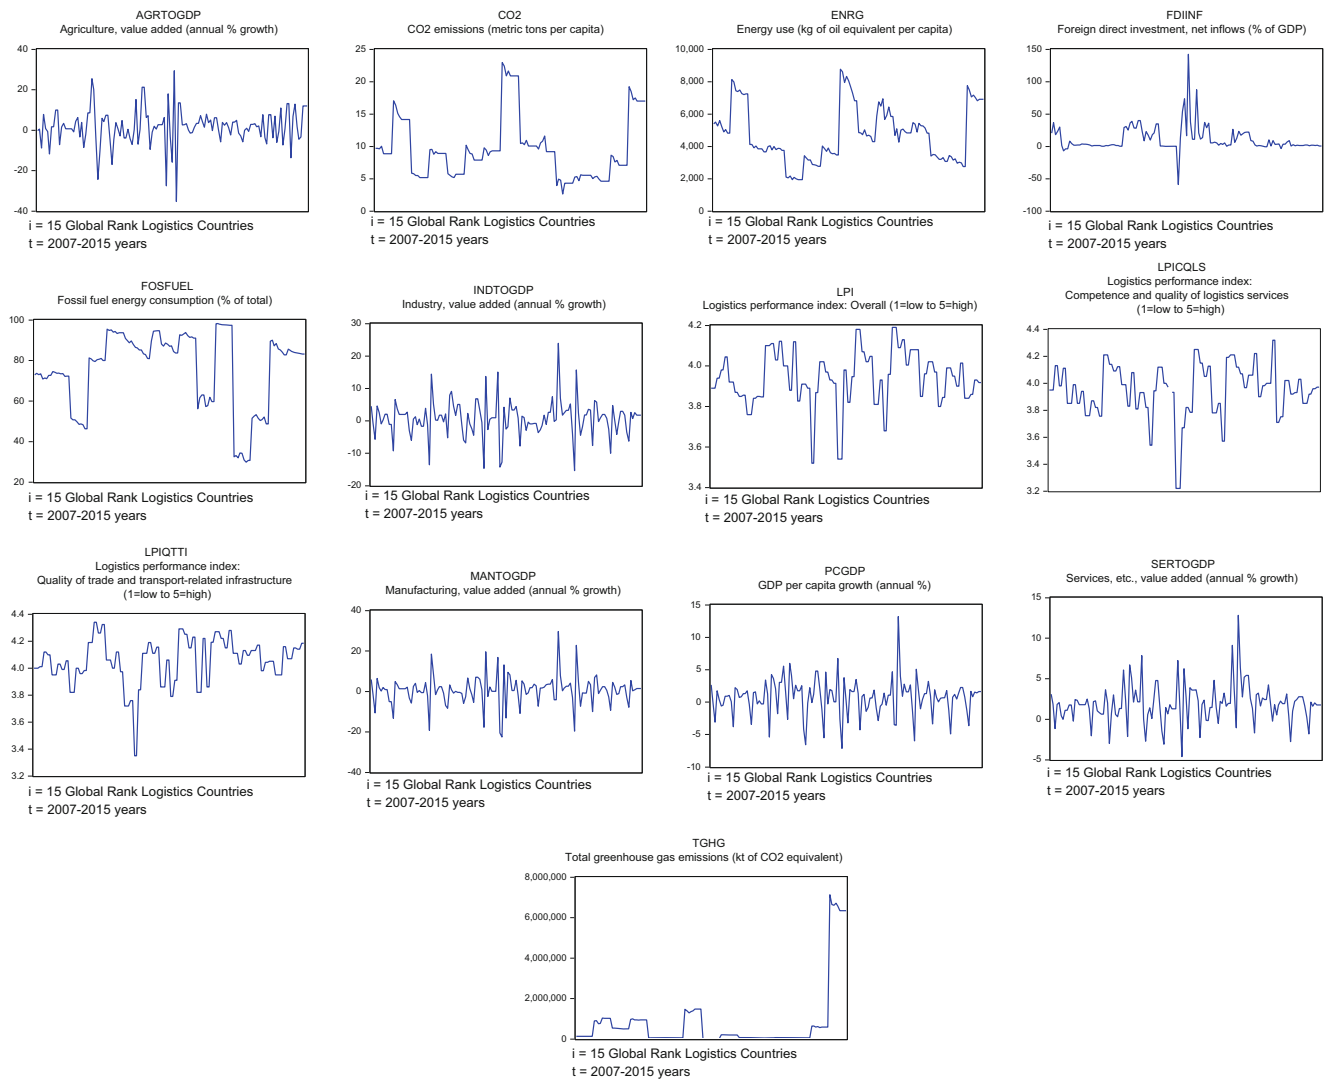 AGRTOGDP
Agriculture, value added (annual % growth)
40
20
0
-20
-40
i = 15 Global Rank Logistics Countries
t = 2007-2015 years
CO2
CO2 emissions (metric tons per capita)
25
20
15
10
5
0
i = 15 Global Rank Logistics Countries
t = 2007-2015 years
ENRG
Energy use (kg of oil equivalent per capita)
10,000
8,000
6,000
4,000
2,000
0
i = 15 Global Rank Logistics Countries
t = 2007-2015 years
FDIINF
Foreign direct investment, net inflows (% of GDP)
150
100
50
0
-50
-100
i = 15 Global Rank Logistics Countries
t = 2007-2015 years
FOSFUEL
Fossil fuel energy consumption (% of total)
100
80
60
40
20
i = 15 Global Rank Logistics Countries
t = 2007-2015 years
INDTOGDP
Industry, value added (annual % growth)
30
20
10
0
-10
-20
i = 15 Global Rank Logistics Countries
t = 2007-2015 years
LPI
Logistics performance index: Overall (1=low to 5=high)
4.2
4.0
3.8
3.6
3.4
i = 15 Global Rank Logistics Countries
t = 2007-2015 years
LPICQLS
Logistics performance index:
Competence and quality of logistics services
(1=low to 5=high)
4.4
4.2
4.0
3.8
3.6
3.4
3.2
i = 15 Global Rank Logistics Countries
t = 2007-2015 years
LPIQTTI
Logistics performance index:
Quality of trade and transport-related infrastructure
(1=low to 5=high)
4.4
4.2
4.0
3.8
3.6
3.4
3.2
i = 15 Global Rank Logistics Countries
t = 2007-2015 years
MANTOGDP
Manufacturing, value added (annual % growth)
40
20
0
-20
-40
i = 15 Global Rank Logistics Countries
t = 2007-2015 years
PCGDP
GDP per capita growth (annual %)
15
10
5
0
-5
-10
i = 15 Global Rank Logistics Countries
t = 2007-2015 years
SERTOGDP
Services, etc., value added (annual % growth)
15
10
5
0
-5
i = 15 Global Rank Logistics Countries
t = 2007-2015 years
TGHG
Total greenhouse gas emissions (kt of CO2 equivalent)
8,000,000
6,000,000
4,000,000
2,000,000
0
i = 15 Global Rank Logistics Countries
t = 2007-2015 years